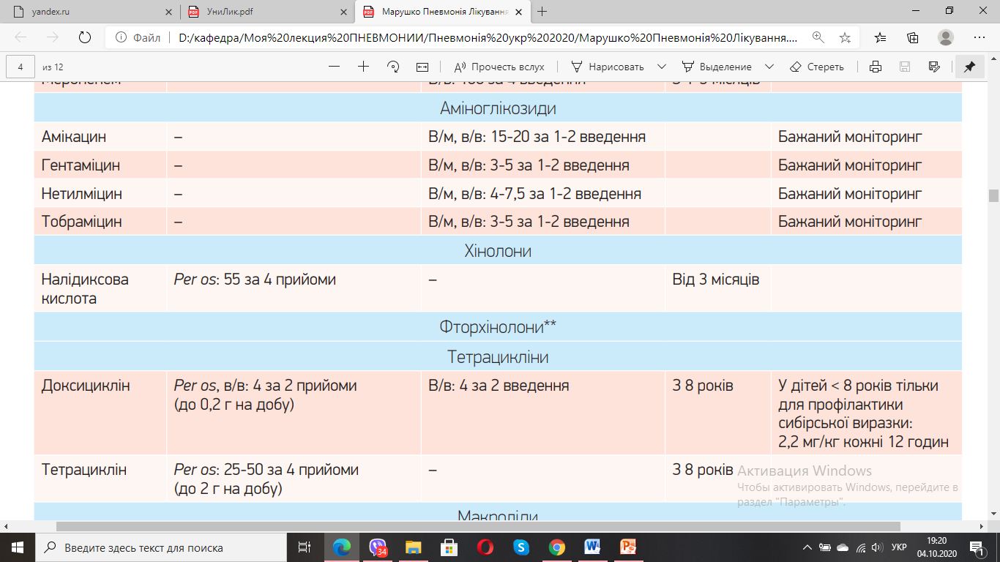 yandex.ru
УниЛик.pdf
Марушко Пневмонія Лікування
Файл
D:/кафедра/Моя%20лекция%20ПНЕВМОНИИ/Пневмонія%20укр%202020/Марушко%20Пневмонія%20Лікування....
4 из 12
Прочесть вслух
Нарисовать
Выделение
Стереть
Меропенем В/в: 100 за 4 введення
Аміноглікозиди
Амікацин – В/м, в/в: 15-20 за 1-2 введення Бажаний моніторинг
Гентаміцин – В/м, в/в: 3-5 за 1-2 введення Бажаний моніторинг
Нетилміцин – В/м, в/в: 4-7,5 за 1-2 введення Бажаний моніторинг
Тобраміцин – В/м, в/в: 3-5 за 1-2 введення Бажаний моніторинг
Хінолони
Налідиксова Per os: 55 за 4 прийоми – Від 3 місяців
кислота
Фторхінолони**
Тетрацикліни
Доксициклін Per os, в/в: 4 за 2 прийоми В/в: 4 за 2 введення З 8 років У дітей < 8 років тільки
(до 0,2 г на добу) для профілактики
сибірської виразки:
2,2 мг/кг кожні 12 годин
Тетрациклін Per os: 25-50 за 4 прийоми – З 8 років
(до 2 г на добу)
Активация Windows
Чтобы активировать Windows, перейдите в
раздел "Параметры".
Макроліди
Введите здесь текст для поиска
34
УКР
19:20
04.10.2020
1